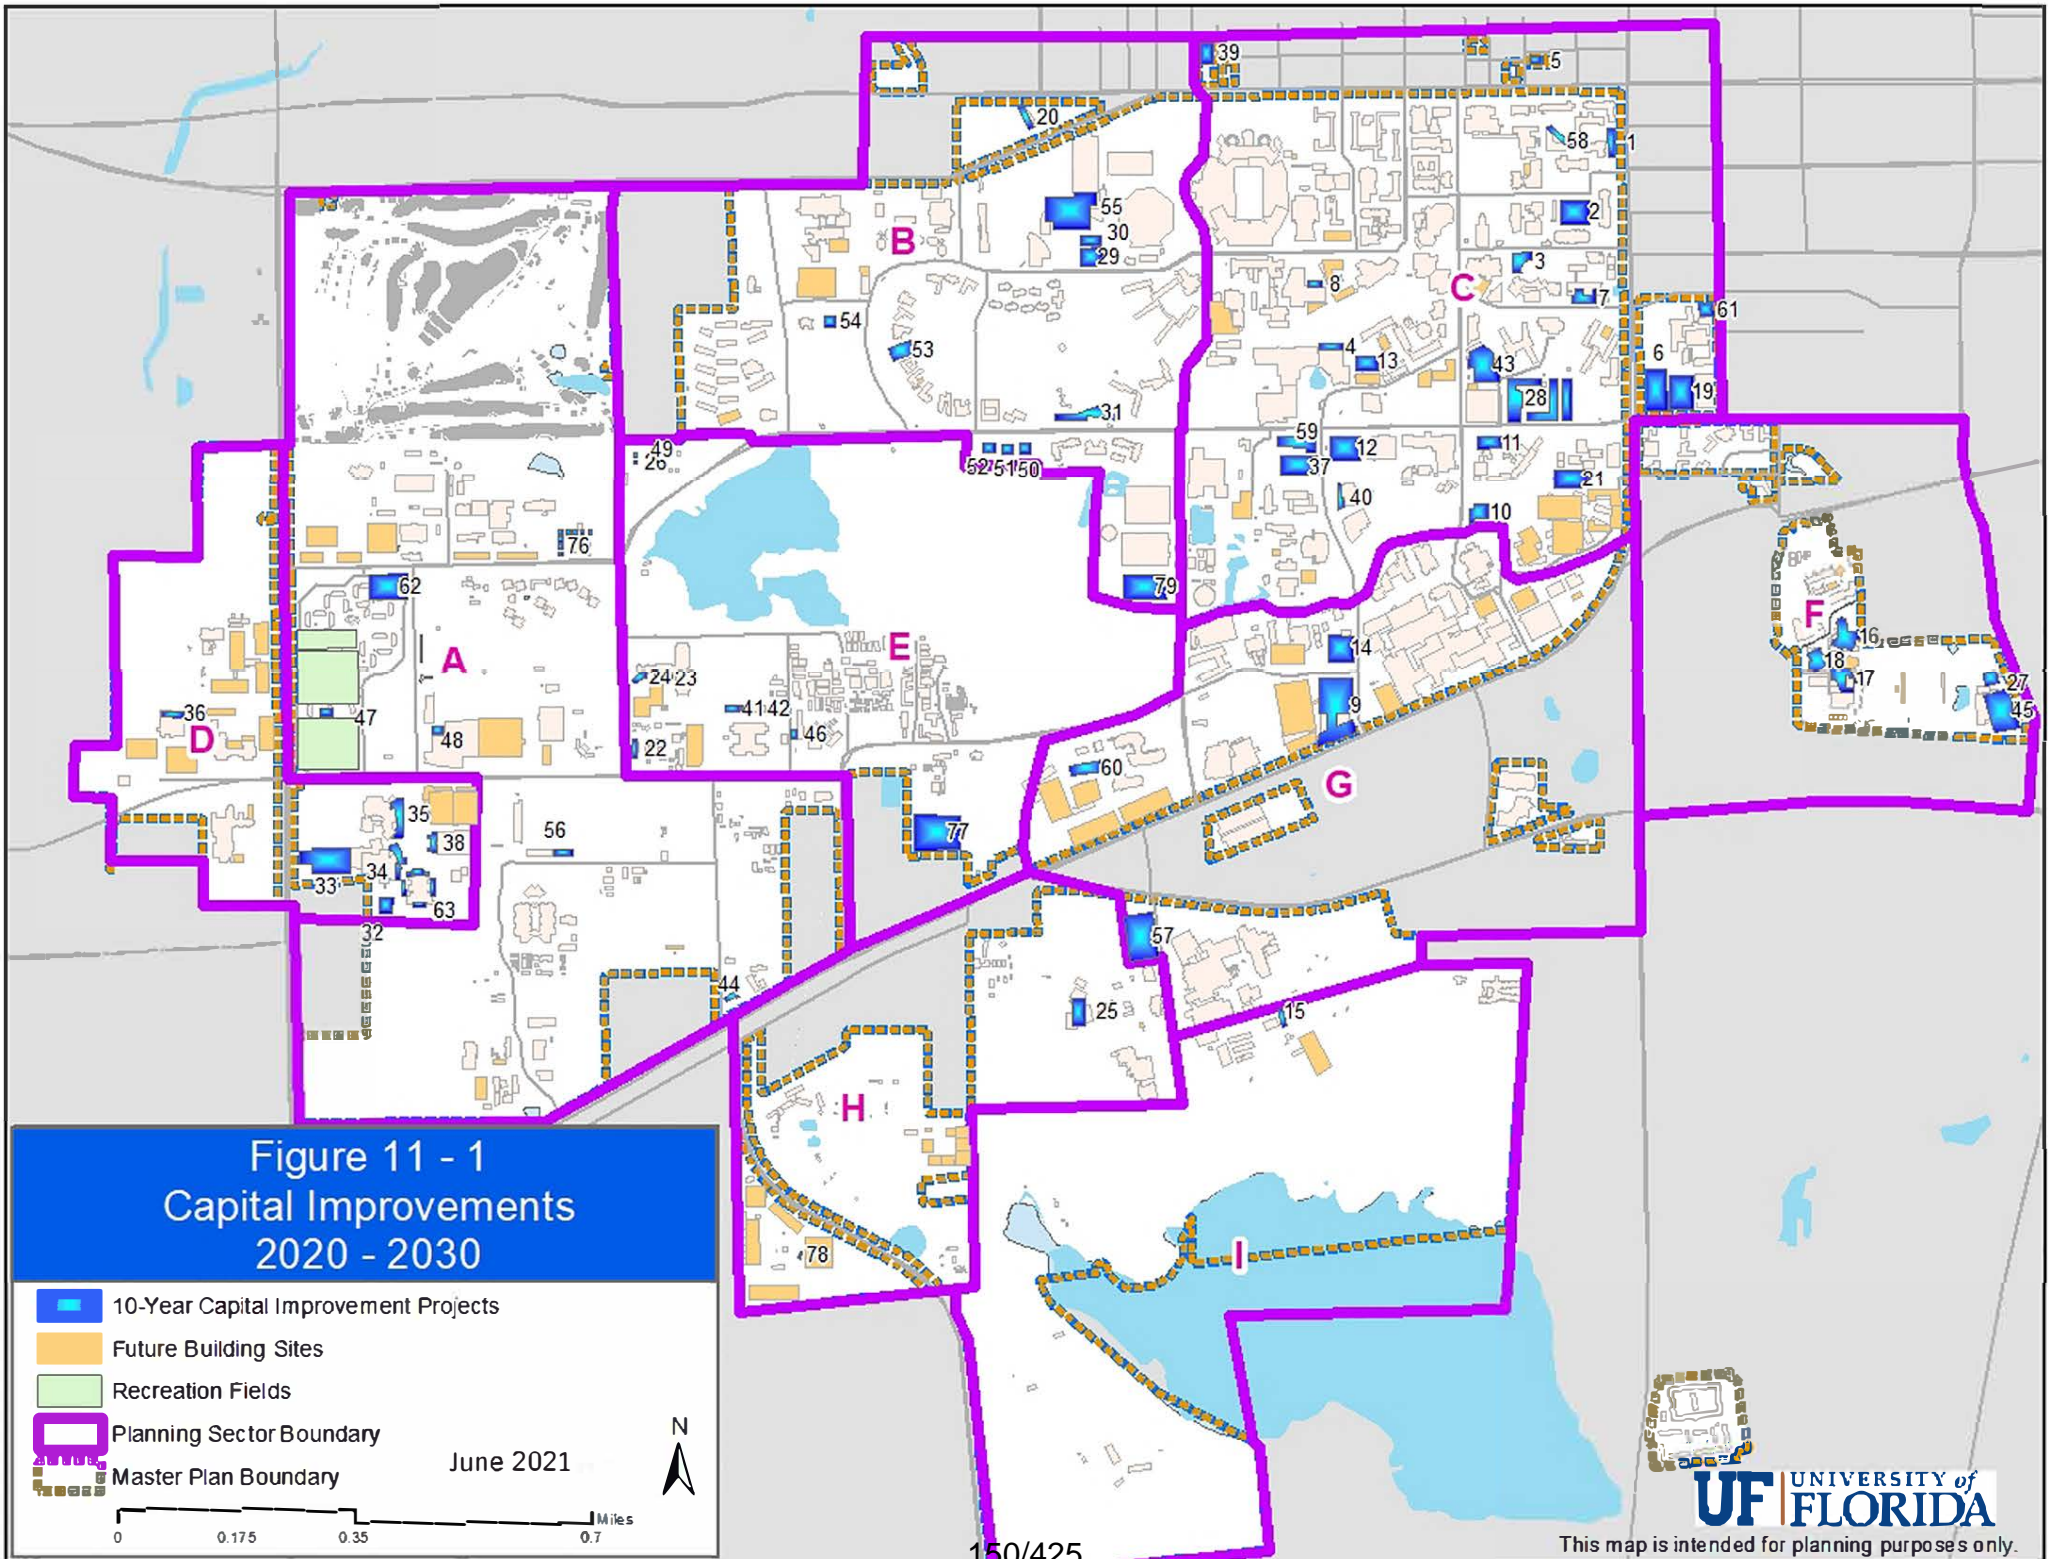 39
5
20
58
1
55
2
B
30
29
3
8
C
7
54
61
4
53
6
13
43
19
28
31
59
49
11
12
26
52 51 50
37
21
40
10
76
62
79
F
16
E
14
A
18
24 23
17
27
36
41 42
9
45
47
46
D
48
22
60
G
35
56
77
38
34
33
63
32
57
44
25
15
H
78
I
Figure 11 - 1
Capital Improvements
2020 - 2030
10-Year Capital Improvement Projects
Future Building Sites
Recreation Fields
Planning Sector Boundary
Master Plan Boundary
June 2021
N
Miles
0 0.175 0.35 0.7
150/425
UF UNIVERSITY of
FLORIDA
This map is intended for planning purposes only.